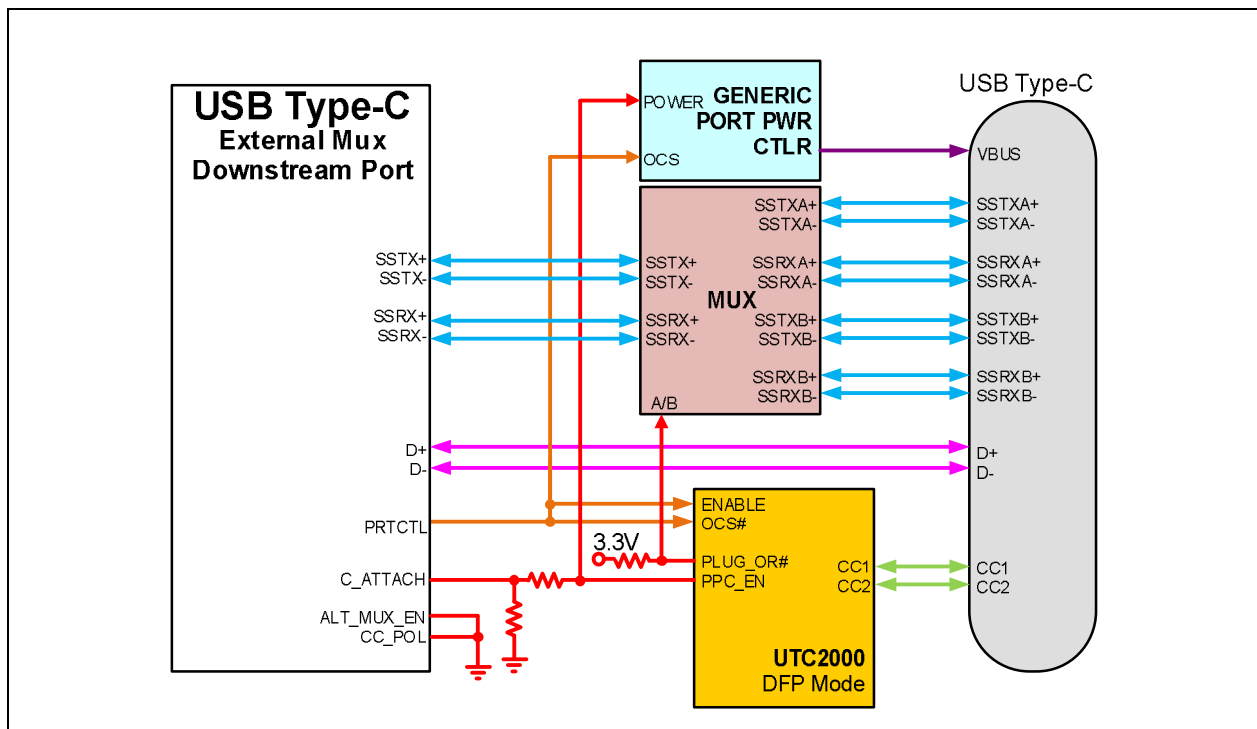 USB Type-C
External Mux
Downstream Port
SSTX+
SSTX-
SSRX+
SSRX-
D+
D-
PRTCTL
C_ATTACH
ALT_MUX_EN
CC_POL
POWER
GENERIC
PORT PWR
CTLR
OCS
SSTXA+
SSTXA-
SSTX+
SSTX-
SSRXA+
SSRXA-
MUX
SSRX+
SSRX-
SSTXB+
SSTXB-
SSRXB+
SSRXB-
A/B
3.3V
ENABLE
OCS#
PLUG_OR#
PPC_EN
CC1
CC2
UTC2000
DFP Mode
USB Type-C
VBUS
SSTXA+
SSTXA-
SSRXA+
SSRXA-
SSTXB+
SSTXB-
SSRXB+
SSRXB-
D+
D-
CC1
CC2